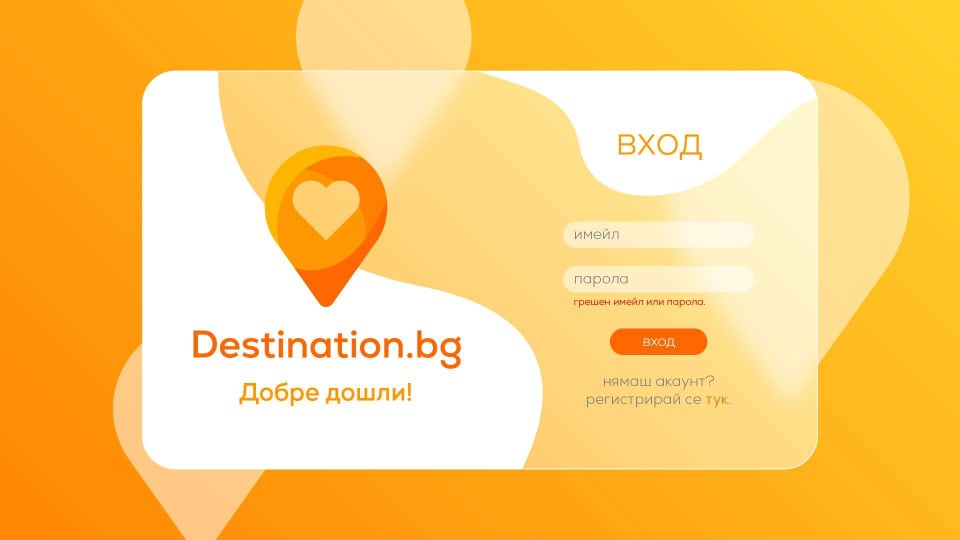 Destination.bg
Добре дошли!
ВХОД
имейл
парола
грешен имейл или парола.
вход
нямаш акаунт?
регистрирай се тук.